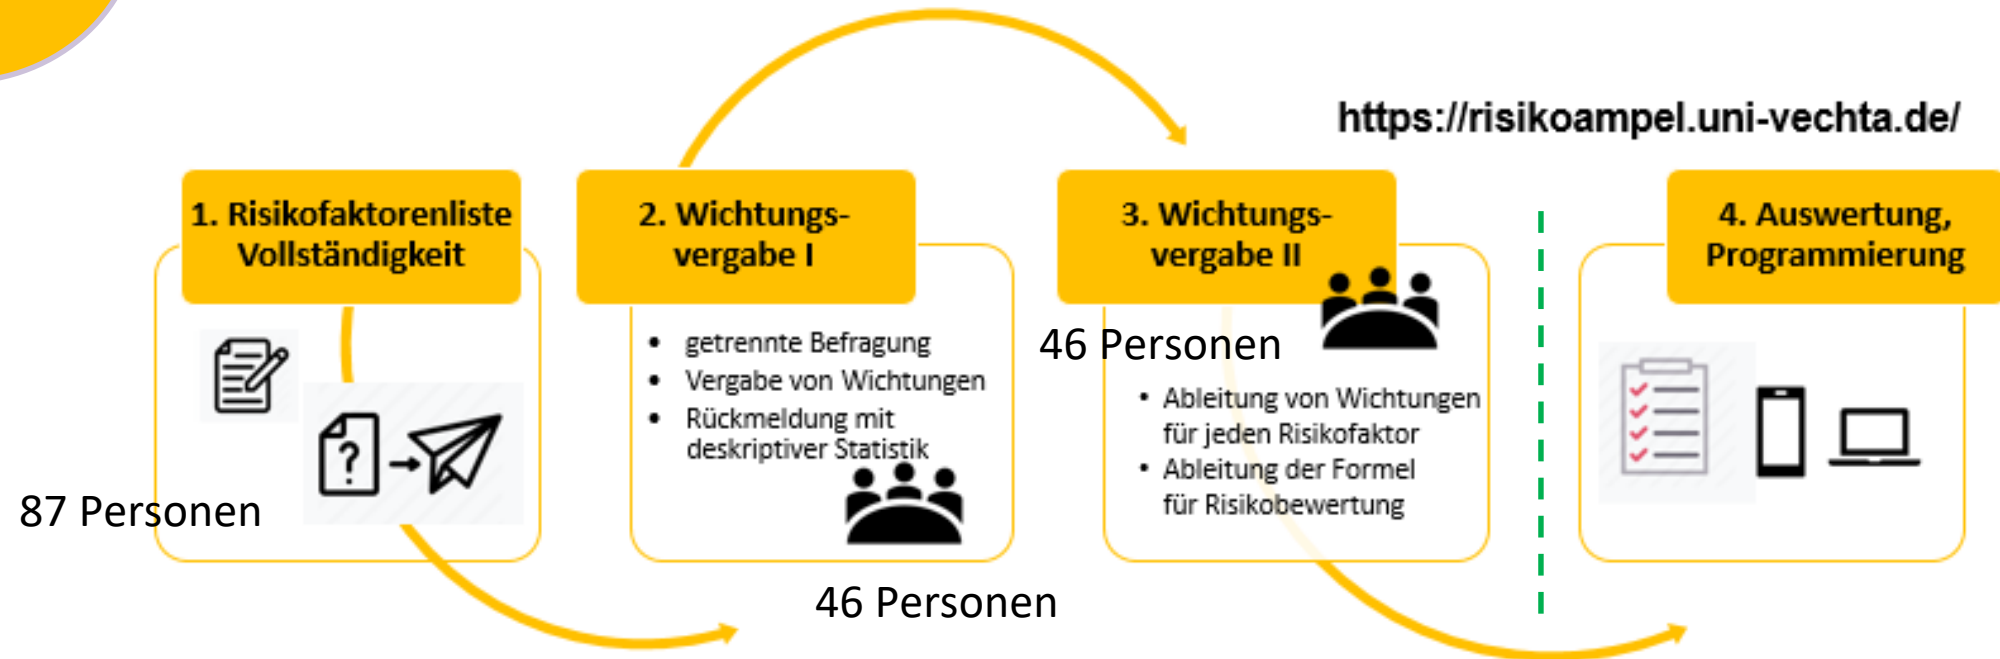 https://risikoampel.uni-vechta.de/
1. Risikofaktorenliste
Vollständigkeit
87 Personen
2. Wichtungs-
vergabe I
• getrennte Befragung
• Vergabe von Wichtungen
• Rückmeldung mit
deskriptiver Statistik
46 Personen
3. Wichtungs-
vergabe II
46 Personen
• Ableitung von Wichtungen
für jeden Risikofaktor
• Ableitung der Formel
für Risikobewertung
4. Auswertung,
Programmierung
?